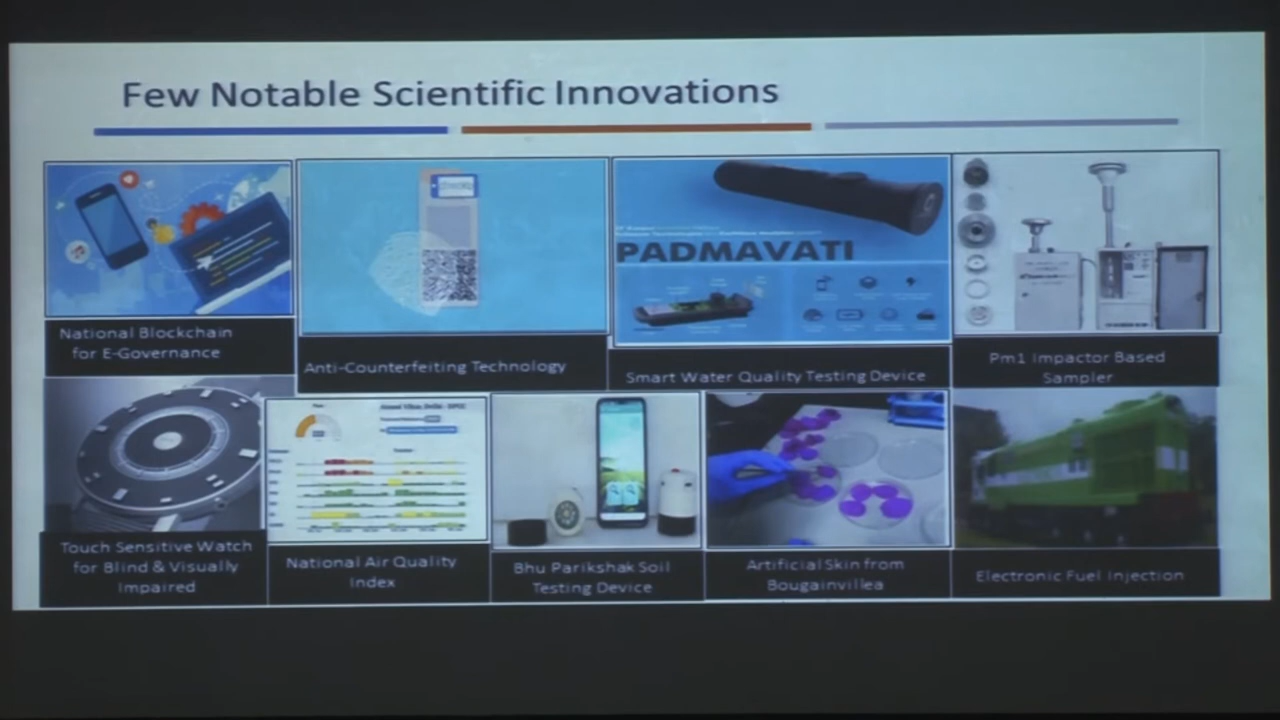 Few Notable Scientific Innovations
PADMAVATI
National Blockchain
for E-Governance
Anti-Counterfeiting Technology
Smart Water Quality Testing Device
Pm1 Impactor Based
Sampler
Touch Sensitive Watch
for Blind & Visually
Impaired
National Air Quality
Index
Bhu Parikshak Soil
Testing Device
Artificial Skin from
Bougainvillea
Electronic Fuel Injection